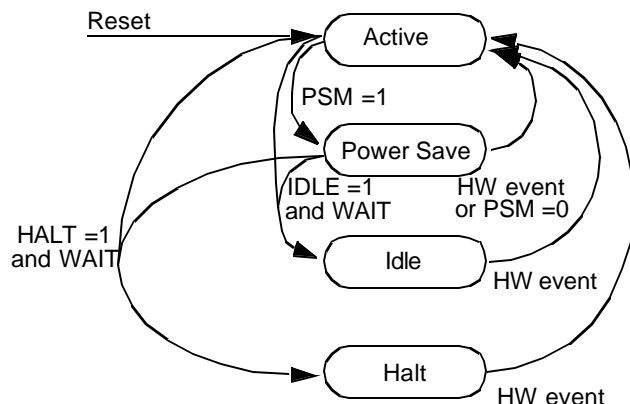 Reset
Active
PSM =1
Power Save
IDLE =1
and WAIT
HW event
or PSM =0
HALT =1
and WAIT
Idle
HW event
Halt
HW event